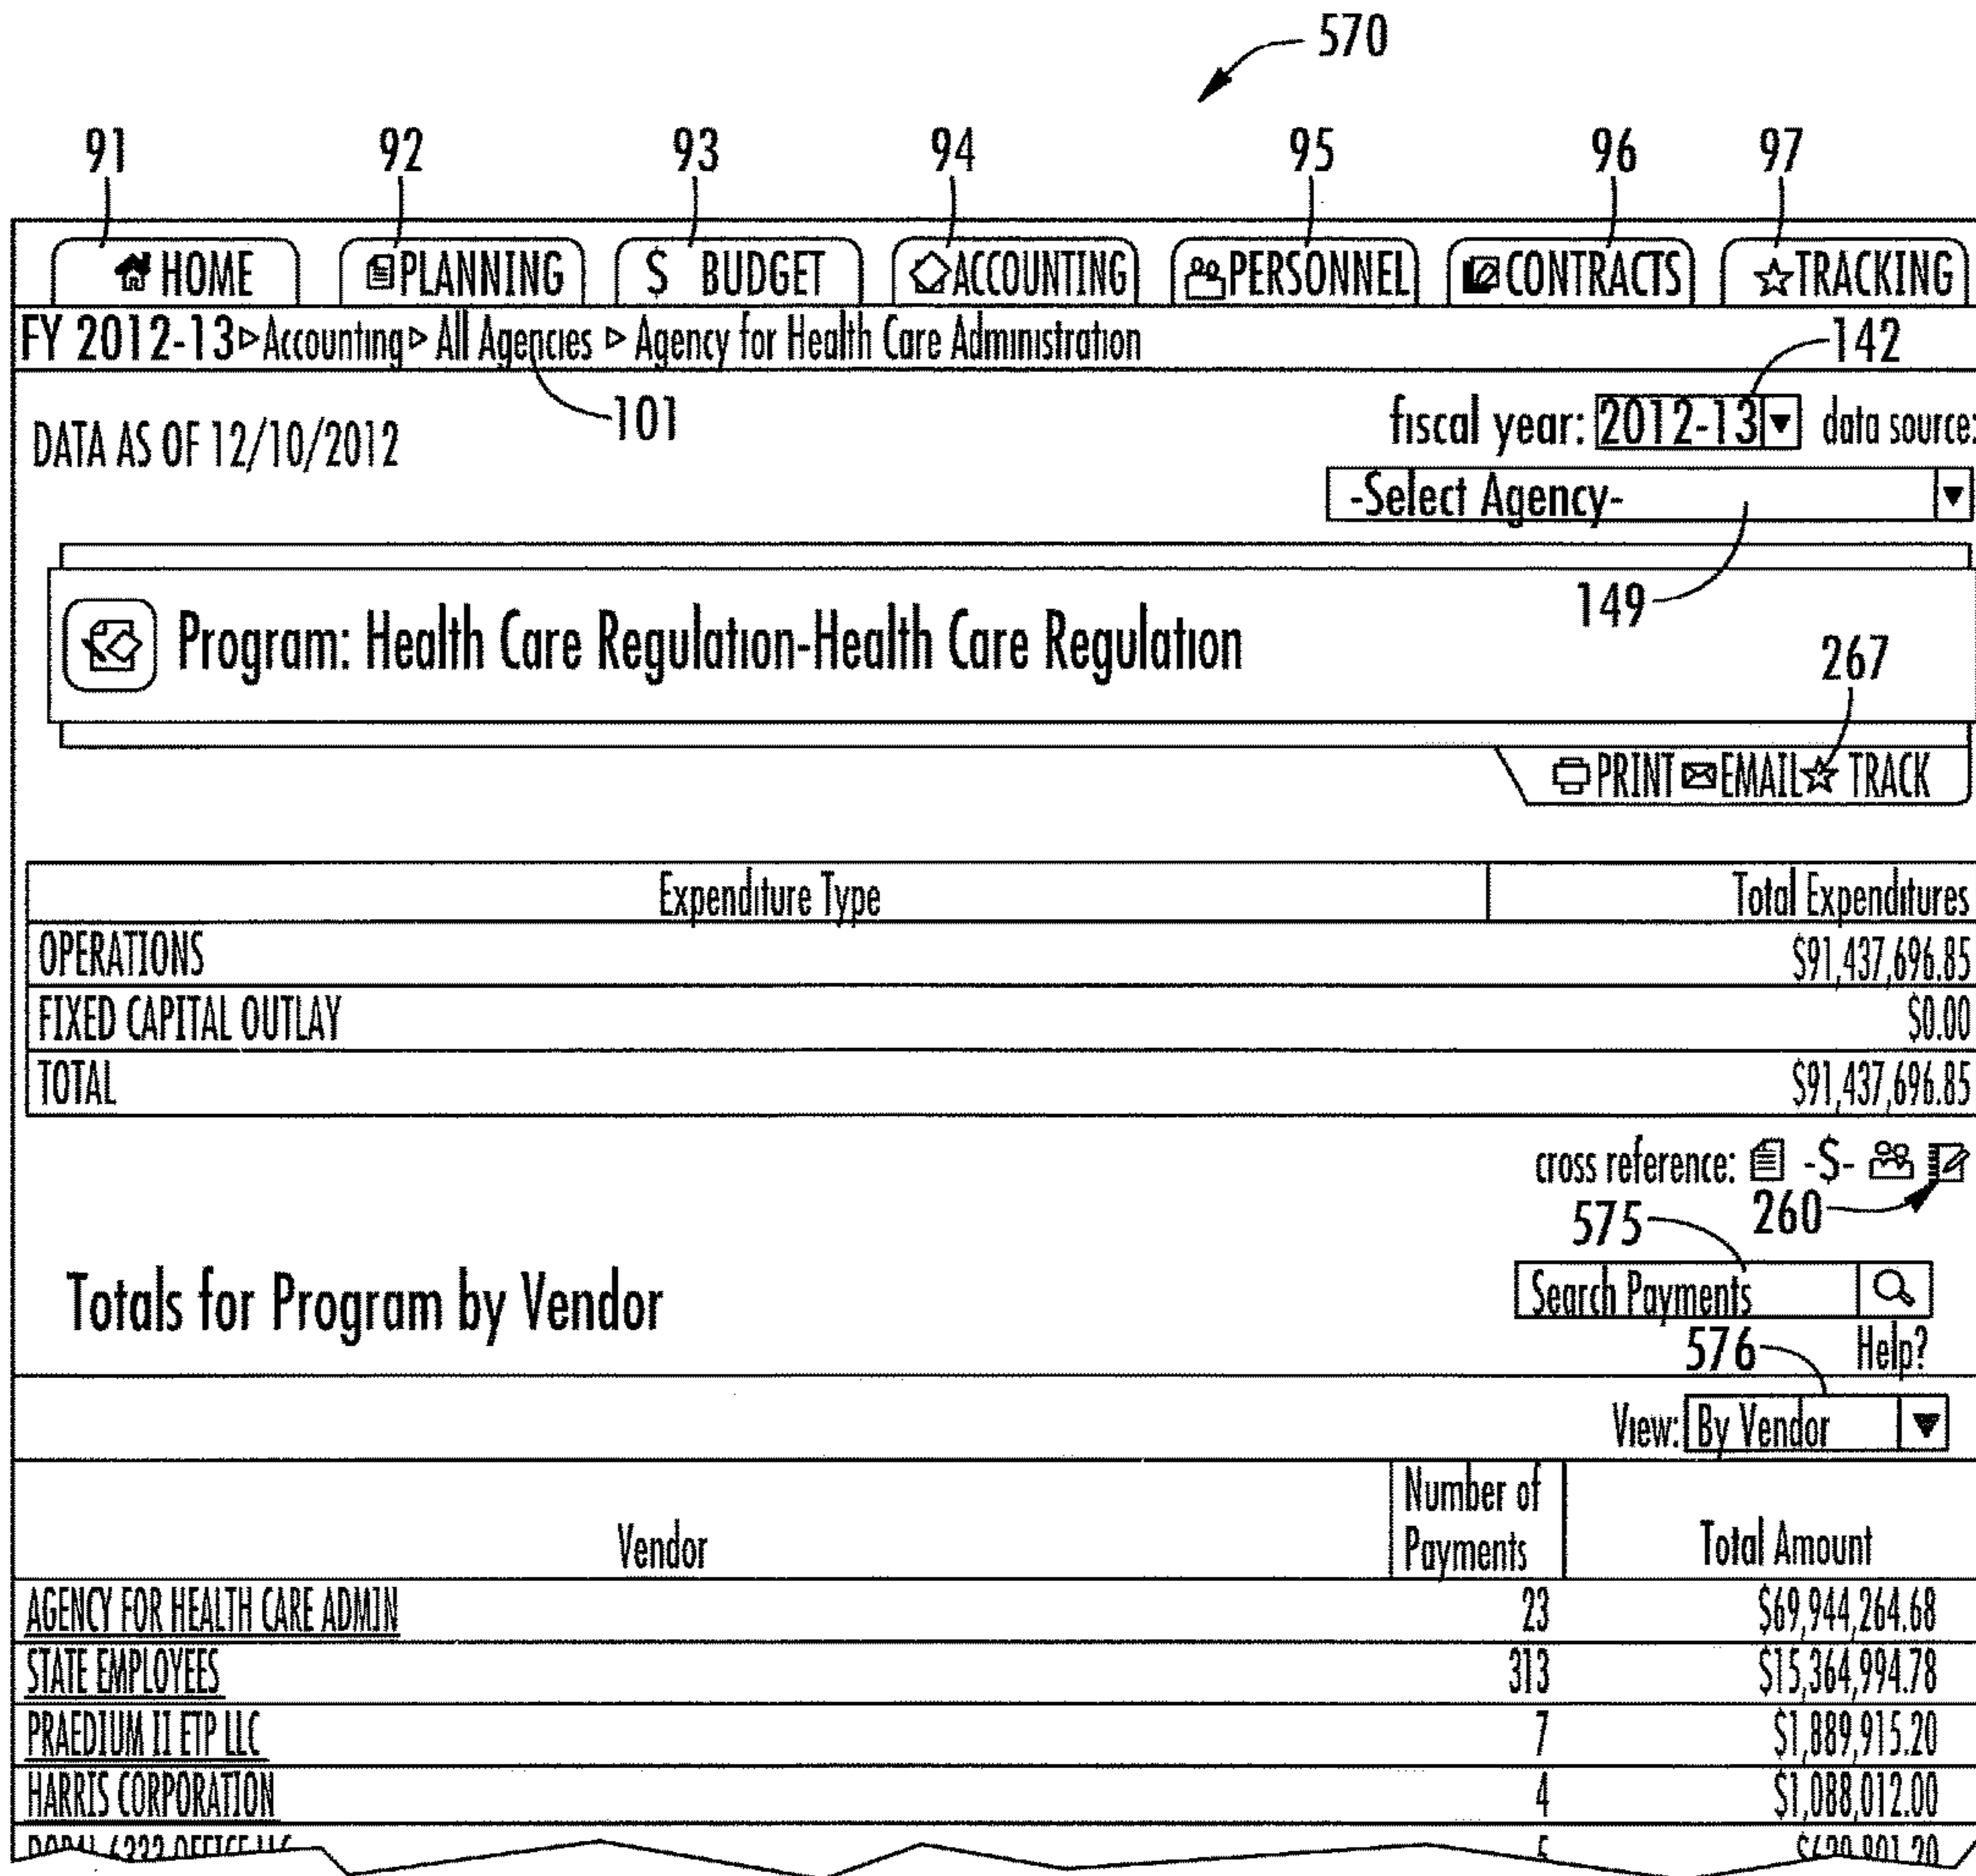 570
91 92 93 94 95 96 97
HOME PLANNING $ BUDGET ACCOUNTING PERSONNEL CONTRACTS TRACKING
FY 2012-13 ▷ Accounting ▷ All Agencies ▷ Agency for Health Care Administration
142
101
DATA AS OF 12/10/2012
fiscal year: 2012-13 data source:
-Select Agency-
149
Program: Health Care Regulation-Health Care Regulation
267
PRINT EMAIL TRACK
Expenditure Type Total Expenditures
OPERATIONS $91,437,696.85
FIXED CAPITAL OUTLAY $0.00
TOTAL $91,437,696.85
cross reference: -$-
575 260
Totals for Program by Vendor
Search Payments
576 Help?
View: By Vendor
Vendor Number of Payments Total Amount
AGENCY FOR HEALTH CARE ADMIN 23 $69,944,264.68
STATE EMPLOYEES 313 $15,364,994.78
PRAEDIUM II ETP LLC 7 $1,889,915.20
HARRIS CORPORATION 4 $1,088,012.00
OFFICE LLC